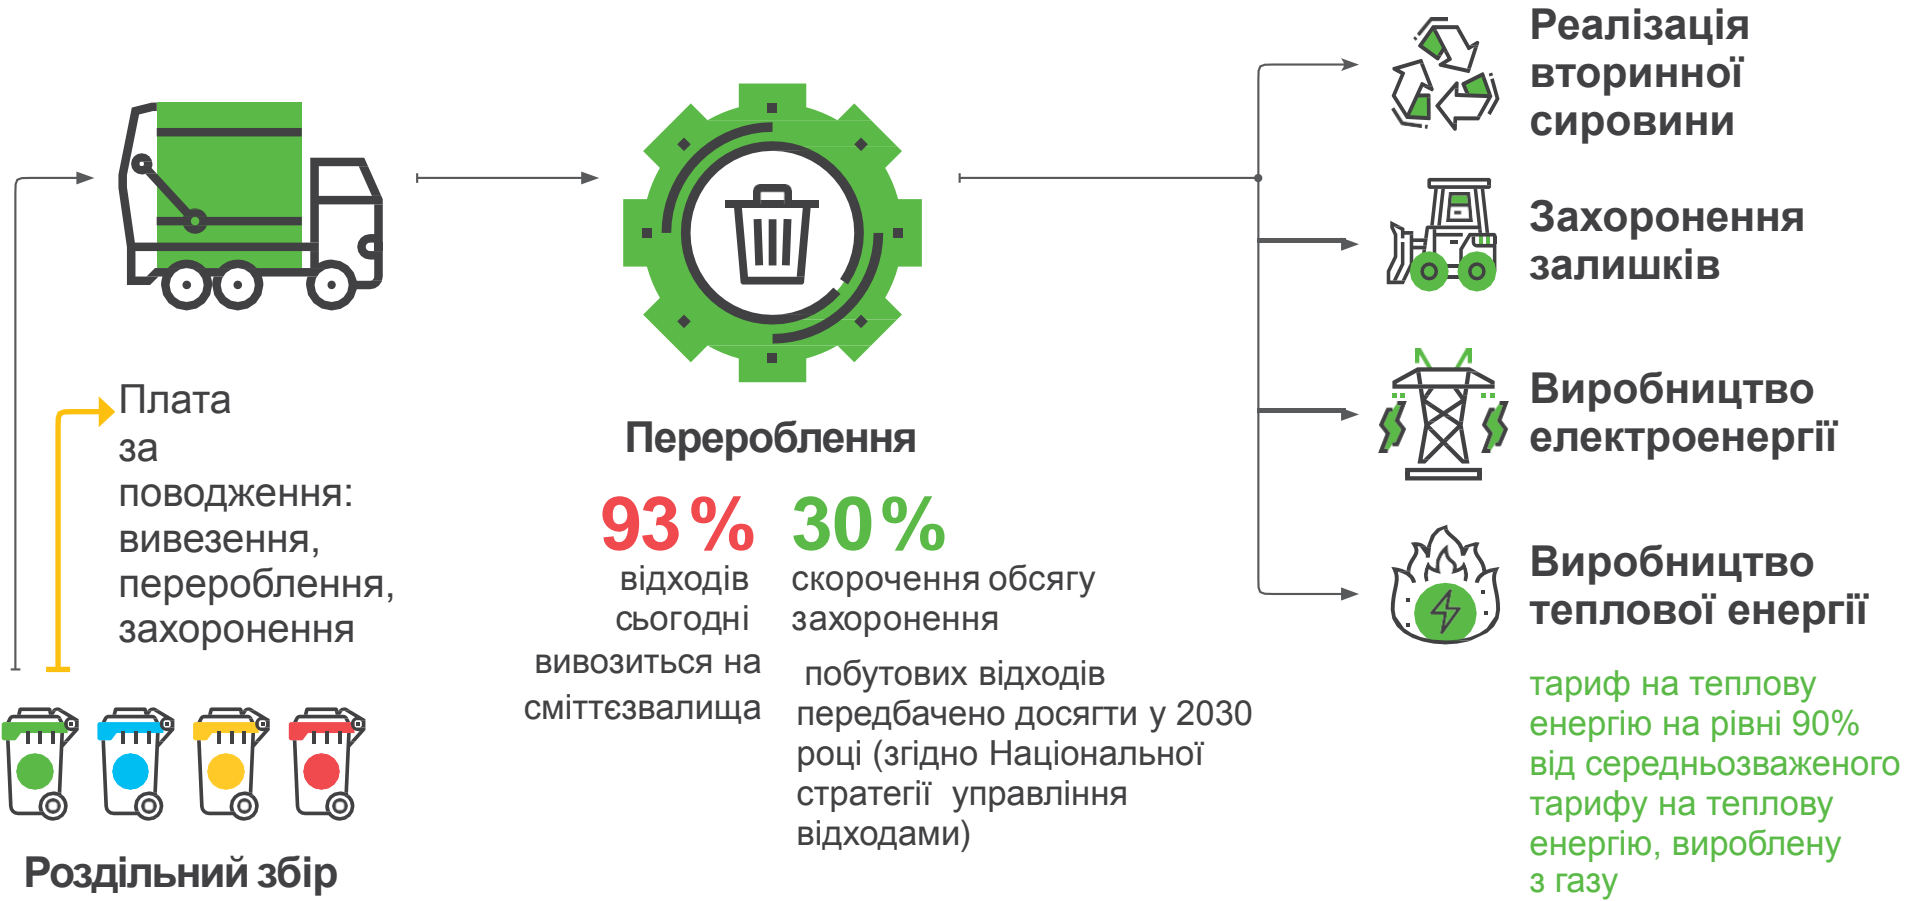 Плата
за
поводження:
вивезення,
перероблення,
захоронення
Роздільний збір
Перероблення
93%
відходів
сьогодні
вивозиться на
сміттєзвалища
30%
скорочення обсягу
захоронення
побутових відходів
передбачено досягти у 2030
році (згідно Національної
стратегії управління
відходами)
Реалізація
вторинної
сировини
Захоронення
залишків
Виробництво
електроенергії
Виробництво
теплової енергії
тариф на теплову
енергію на рівні 90%
від середньозваженого
тарифу на теплову
енергію, вироблену
з газу